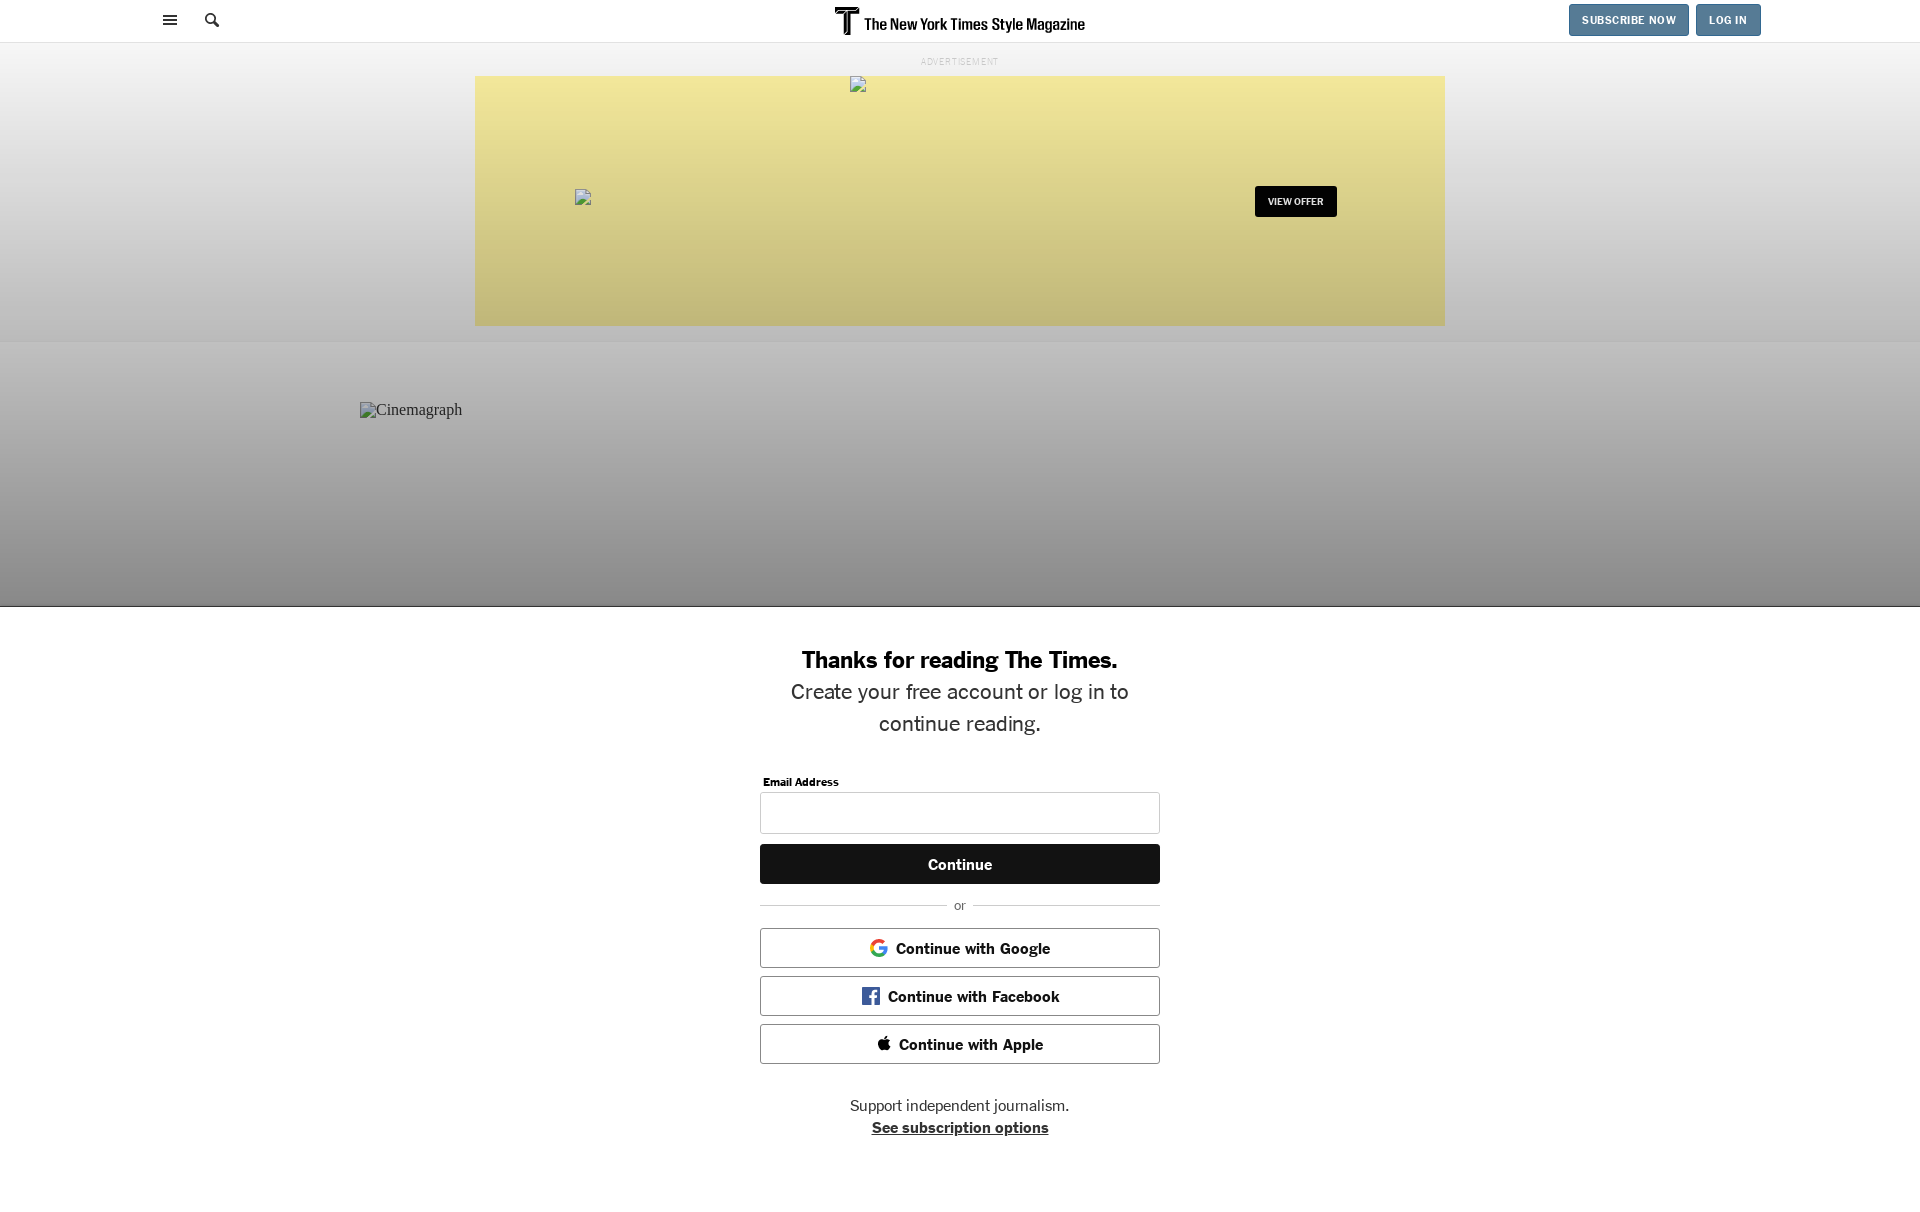 The New York Times Style Magazine
SUBSCRIBE NOW
LOG IN
ADVERTISEMENT
VIEW OFFER
Cinemagraph
Thanks for reading The Times.
Create your free account or log in to
continue reading.
Email Address
Continue
or
Continue with Google
Continue with Facebook
Continue with Apple
Support independent journalism.
See subscription options